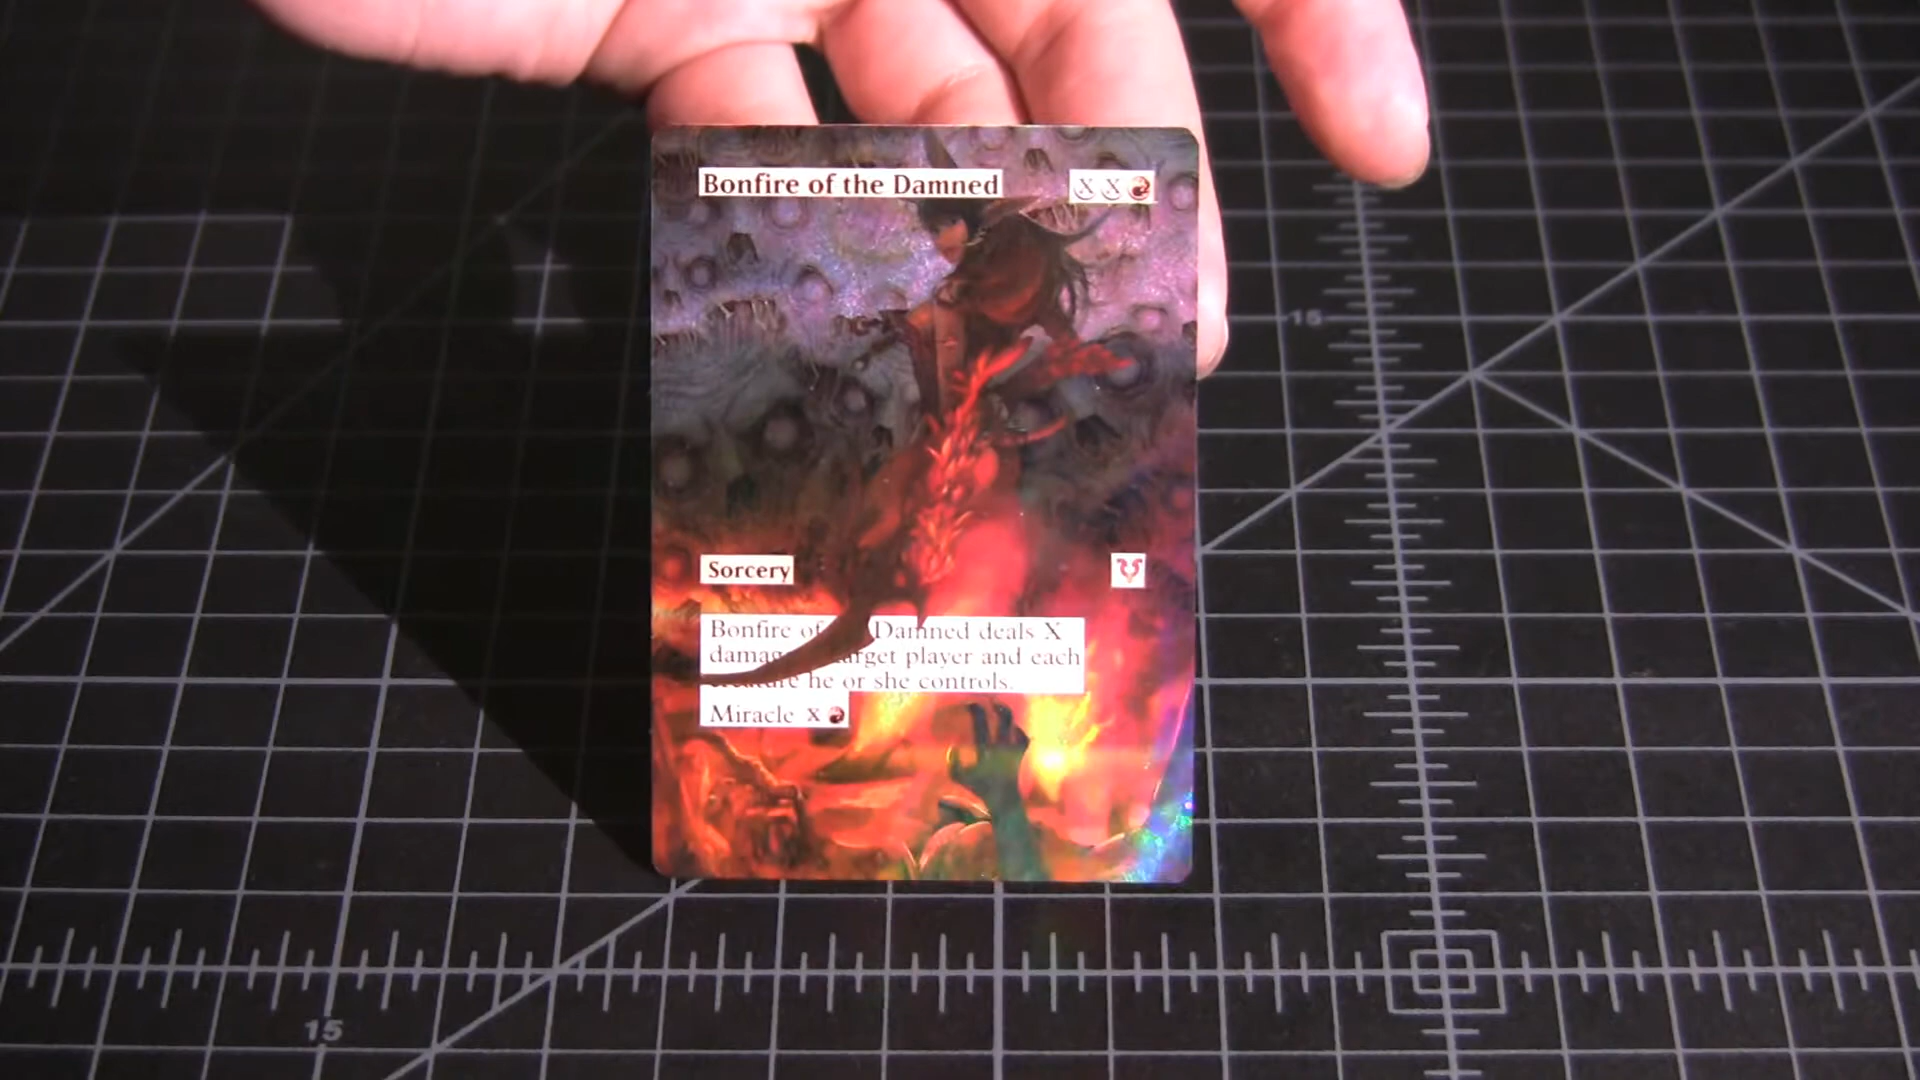 Bonfire of the Damned X X
Sorcery
Bonfire of Damned deals X
target player and each
he or she controls.
Miracle X
15
15